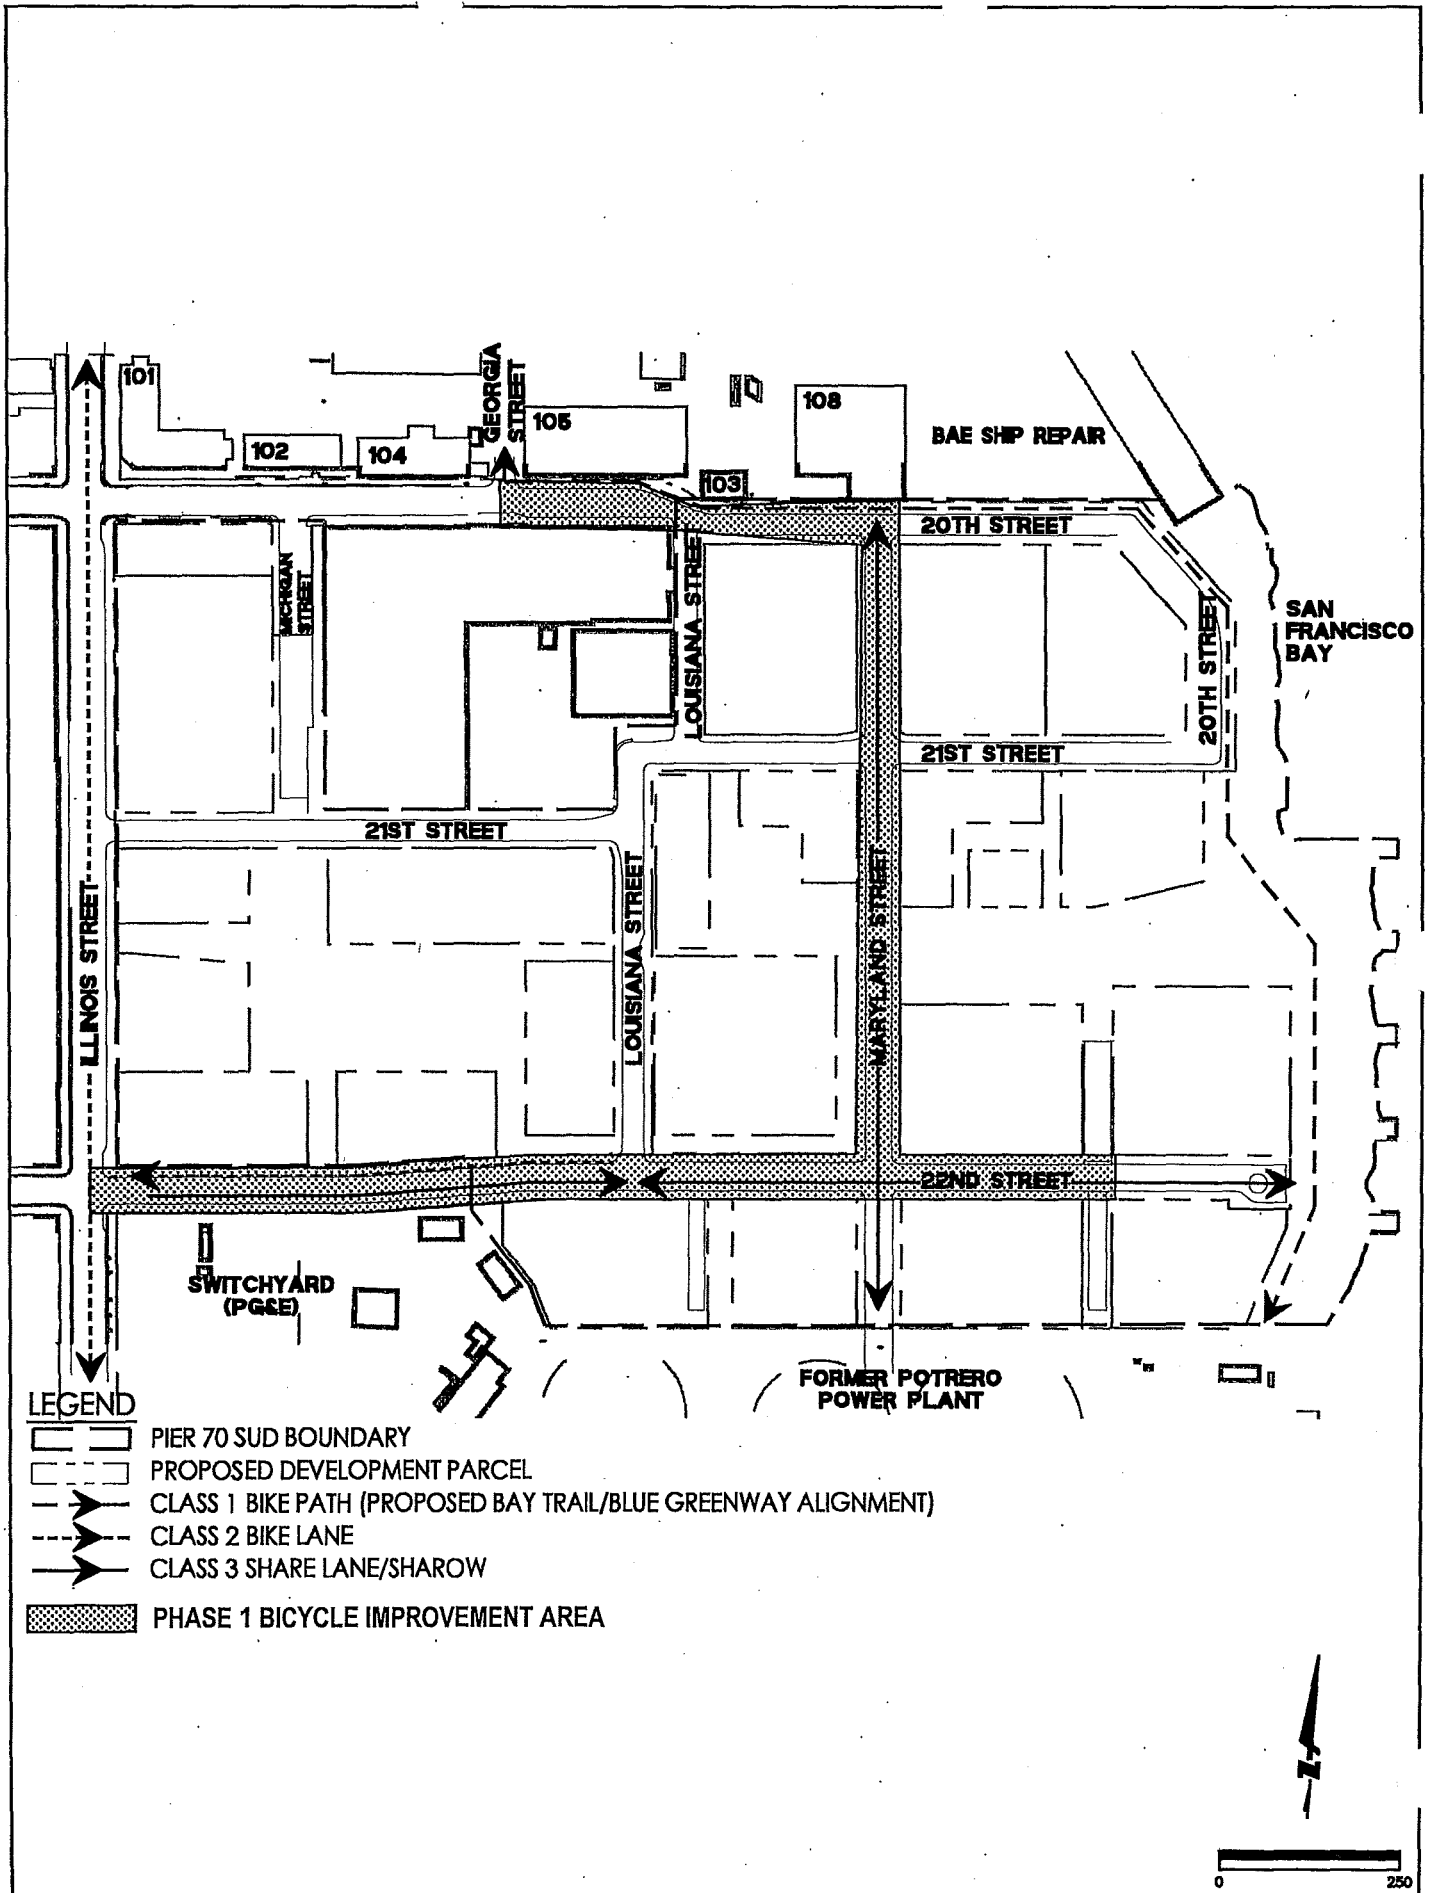 GEORGIA
STREET
101
102
104
105
108
103
BAE SHIP REPAIR
20TH STREET
MICHIGAN
STREET
LOUISIANA STREET
20TH STREET
SAN
FRANCISCO
BAY
21ST STREET
21ST STREET
ILLINOIS STREET
LOUISIANA STREET
MARYLAND STREET
22ND STREET
SWITCHYARD
(PG&E)
FORMER POTRERO
POWER PLANT
LEGEND
PIER 70 SUD BOUNDARY
PROPOSED DEVELOPMENT PARCEL
CLASS 1 BIKE PATH (PROPOSED BAY TRAIL/BLUE GREENWAY ALIGNMENT)
CLASS 2 BIKE LANE
CLASS 3 SHARE LANE/SHAROW
PHASE 1 BICYCLE IMPROVEMENT AREA
N
0 250